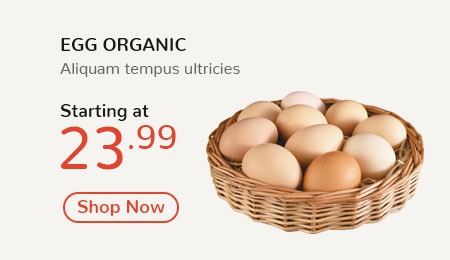 EGG ORGANIC
Aliquam tempus ultricies
Starting at
23.99
Shop Now